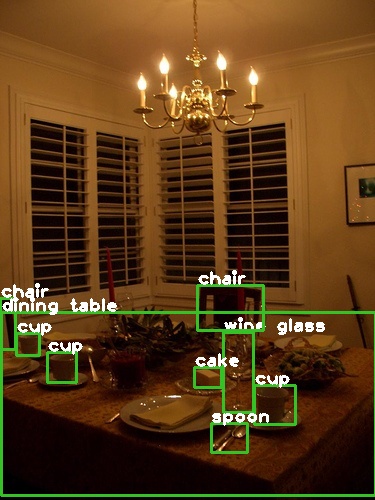 chair
chair
dining table
wine glass
cup
cup
cake
cup
spoon